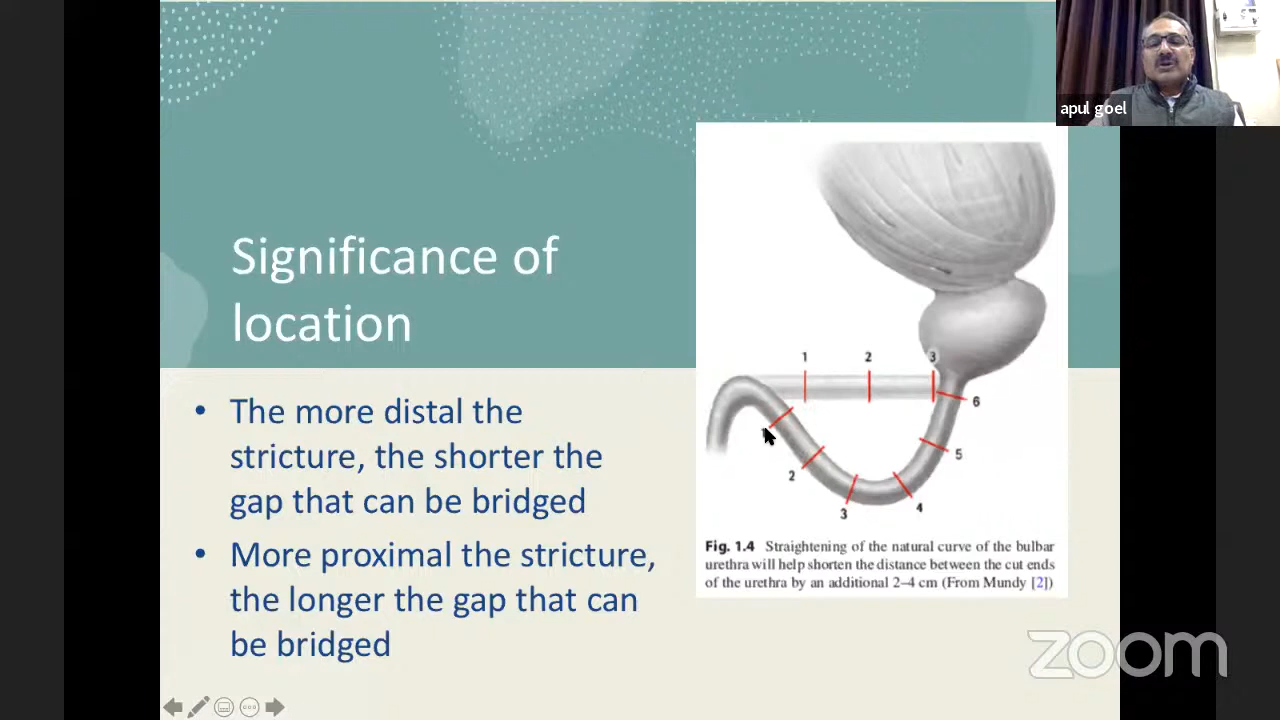 apul goel
Significance of
location
1 2 3
6
5
2
4
3
• The more distal the
stricture, the shorter the
gap that can be bridged
• More proximal the stricture,
the longer the gap that can
be bridged
Fig. 1.4 Straightening of the natural curve of the bulbar
urethra will help shorten the distance between the cut ends
of the urethra by an additional 2–4 cm (From Mundy [2])
zoom